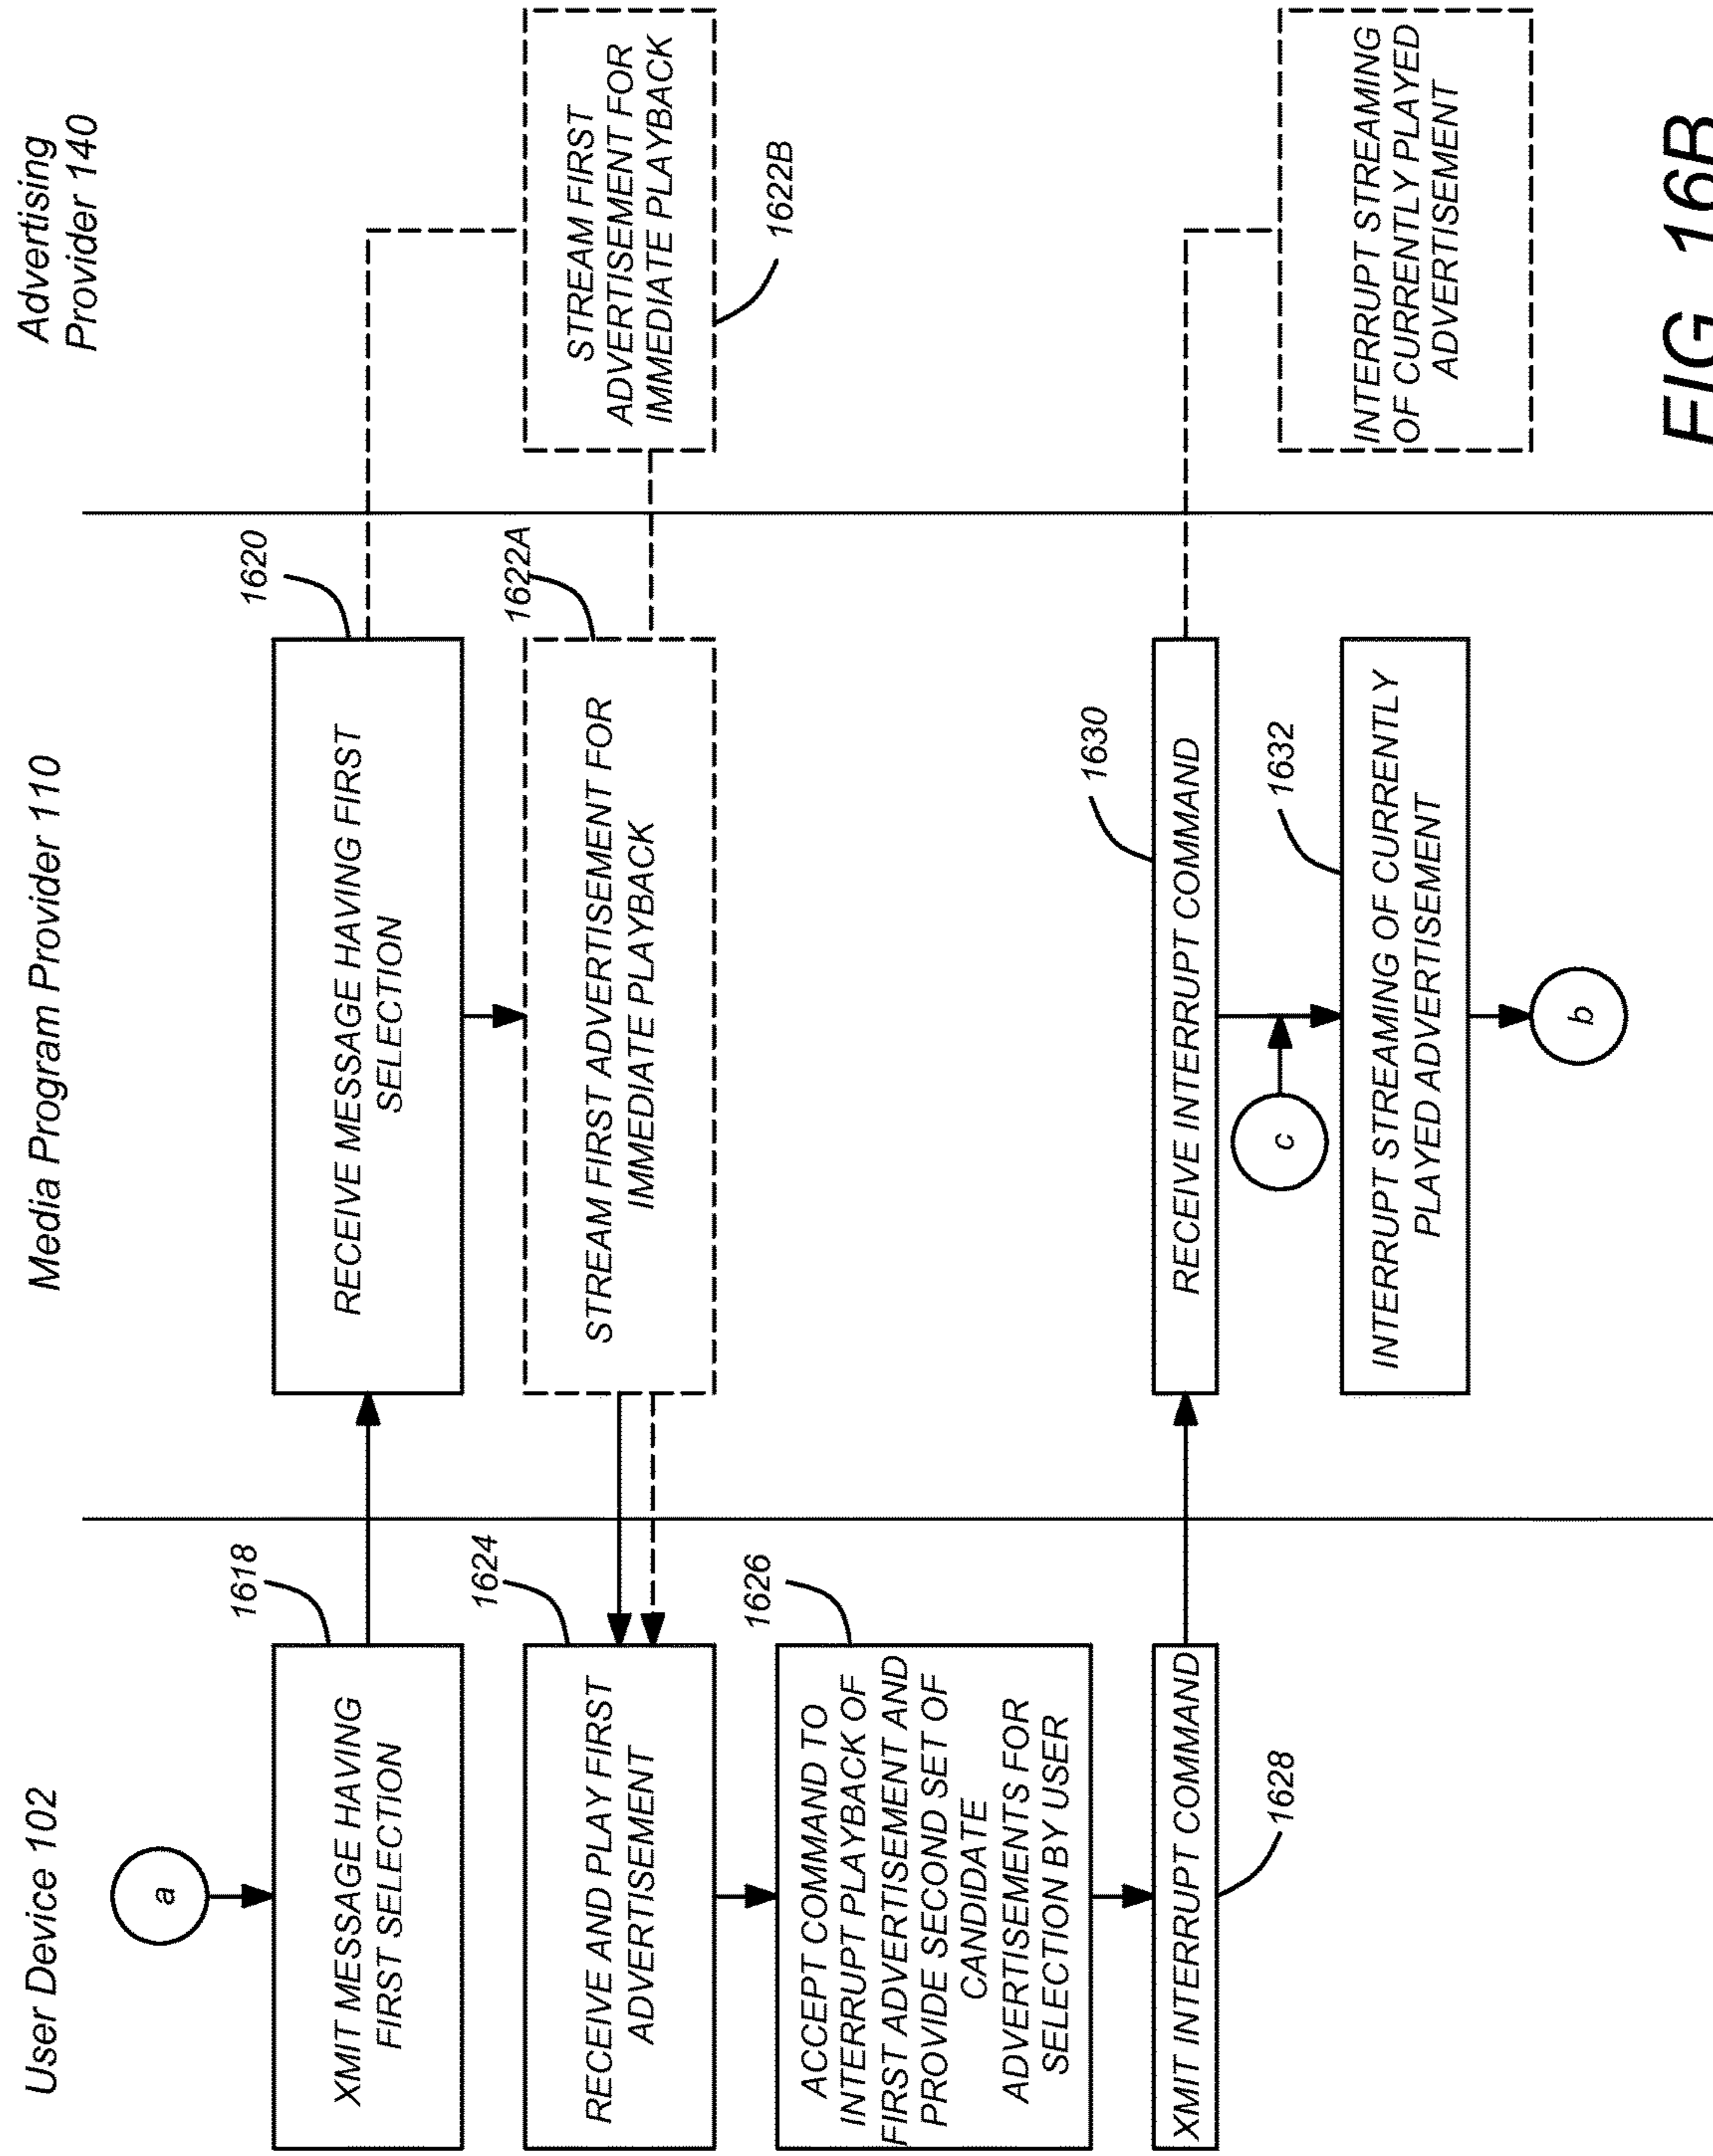 User Device 102
Media Program Provider 110
Advertising
Provider 140
a
1618
XMIT MESSAGE HAVING
FIRST SELECTION
1620
RECEIVE MESSAGE HAVING FIRST
SELECTION
1624
RECEIVE AND PLAY FIRST
ADVERTISEMENT
1622A
STREAM FIRST ADVERTISEMENT FOR
IMMEDIATE PLAYBACK
STREAM FIRST
ADVERTISEMENT FOR
IMMEDIATE PLAYBACK
1622B
1626
ACCEPT COMMAND TO
INTERRUPT PLAYBACK OF
FIRST ADVERTISEMENT AND
PROVIDE SECOND SET OF
CANDIDATE
ADVERTISEMENTS FOR
SELECTION BY USER
XMIT INTERRUPT COMMAND
1628
1630
RECEIVE INTERRUPT COMMAND
c
1632
INTERRUPT STREAMING OF CURRENTLY
PLAYED ADVERTISEMENT
b
INTERRUPT STREAMING
OF CURRENTLY PLAYED
ADVERTISEMENT
FIG. 16B